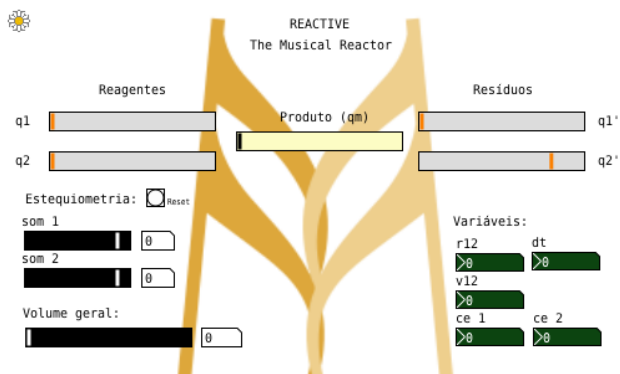 REACTIVE
The Musical Reactor
Reagentes
Resíduos
Produto (qm)
q1
q1'
q2
q2'
Estequiometria:
Reset
som 1
0
som 2
0
Volume geral:
0
Variáveis:
r12
dt
0
0
v12
0
ce 1
ce 2
0
0